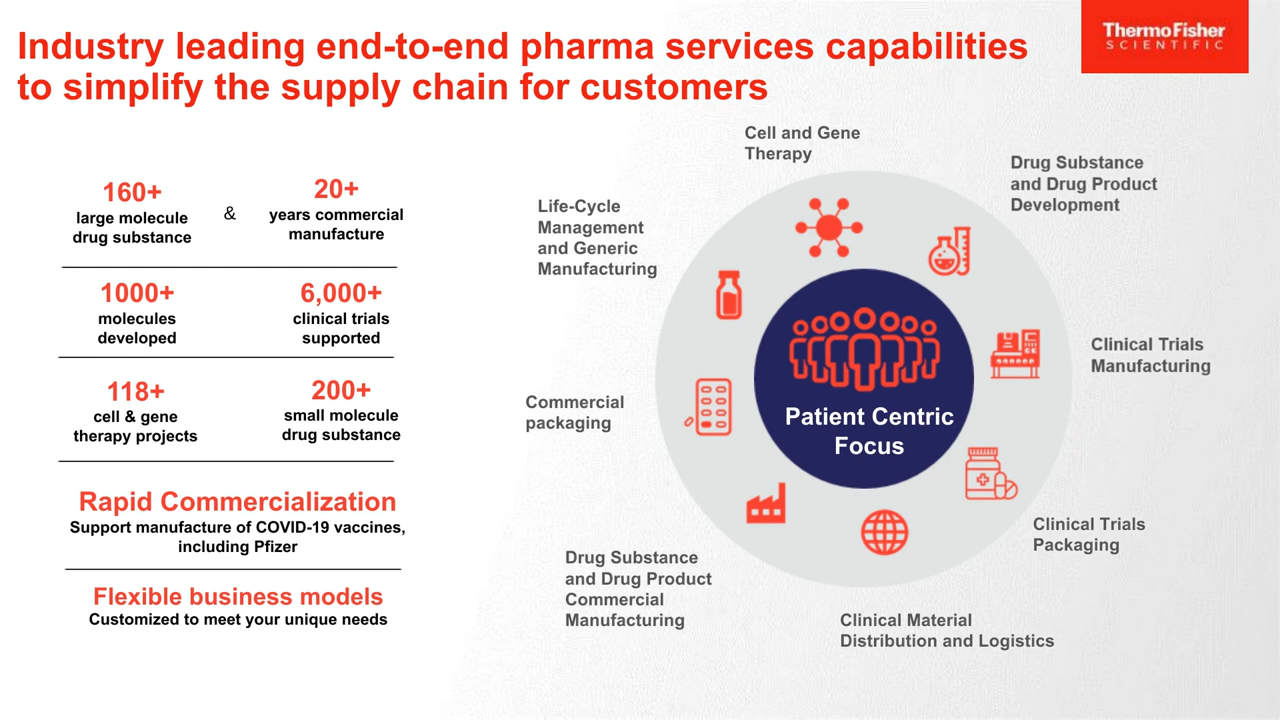 Industry leading end-to-end pharma services capabilities
to simplify the supply chain for customers
ThermoFisher
SCIENTIFIC
160+
large molecule
drug substance
&
20+
years commercial
manufacture
1000+
molecules
developed
6,000+
clinical trials
supported
118+
cell & gene
therapy projects
200+
small molecule
drug substance
Rapid Commercialization
Support manufacture of COVID-19 vaccines,
including Pfizer
Flexible business models
Customized to meet your unique needs
Cell and Gene
Therapy
Drug Substance
and Drug Product
Development
Clinical Trials
Manufacturing
Clinical Trials
Packaging
Clinical Material
Distribution and Logistics
Drug Substance
and Drug Product
Commercial
Manufacturing
Commercial
packaging
Life-Cycle
Management
and Generic
Manufacturing
Patient Centric
Focus